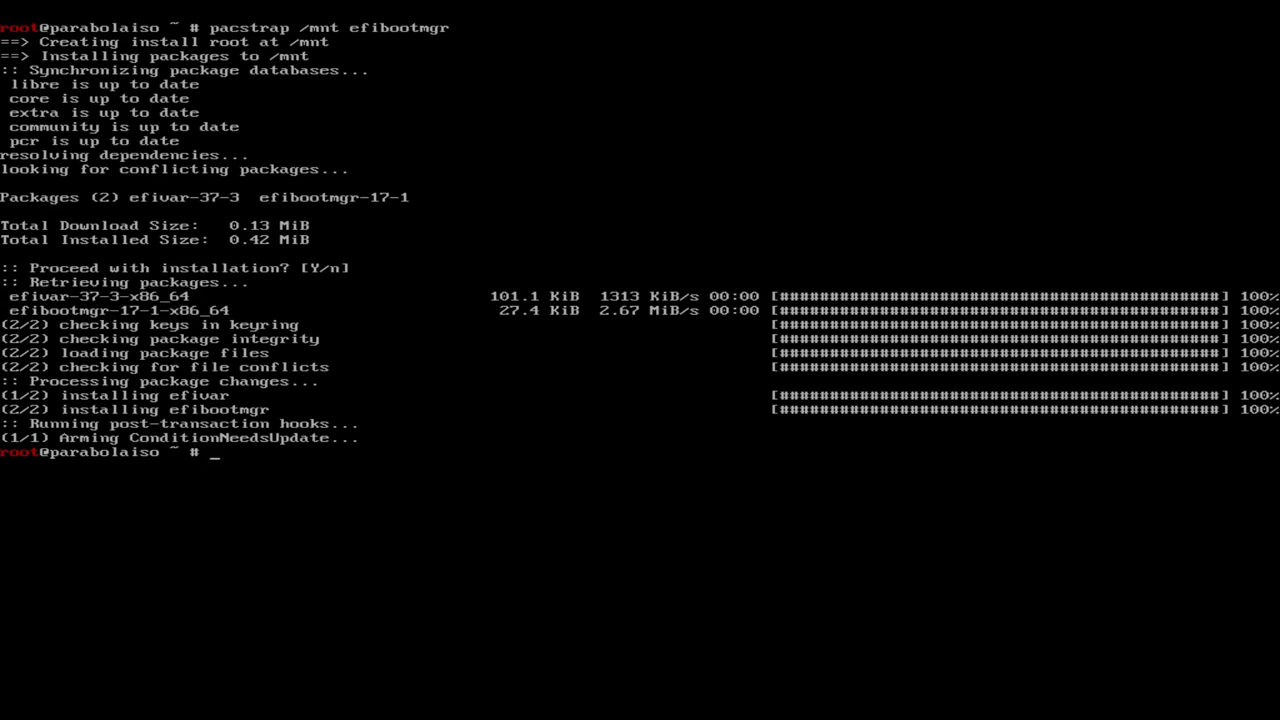 root@parabolaiso ~ # pacstrap /mnt efibootmgr
==> Creating install root at /mnt
==> Installing packages to /mnt
:: Synchronizing package databases...
 libre is up to date
 core is up to date
 extra is up to date
 community is up to date
 pcr is up to date
resolving dependencies...
looking for conflicting packages...
Packages (2) efivar-37-3  efibootmgr-17-1
Total Download Size:   0.13 MiB
Total Installed Size:  0.42 MiB
:: Proceed with installation? [Y/n]
:: Retrieving packages...
 efivar-37-3-x86_64 101.1 KiB  1313 KiB/s 00:00 [############################################] 100%
 efibootmgr-17-1-x86_64 27.4 KiB  2.67 MiB/s 00:00 [############################################] 100%
(2/2) checking keys in keyring [############################################] 100%
(2/2) checking package integrity [############################################] 100%
(2/2) loading package files [############################################] 100%
(2/2) checking for file conflicts [############################################] 100%
:: Processing package changes...
(1/2) installing efivar [############################################] 100%
(2/2) installing efibootmgr [############################################] 100%
:: Running post-transaction hooks...
(1/1) Arming ConditionNeedsUpdate...
root@parabolaiso ~ # _